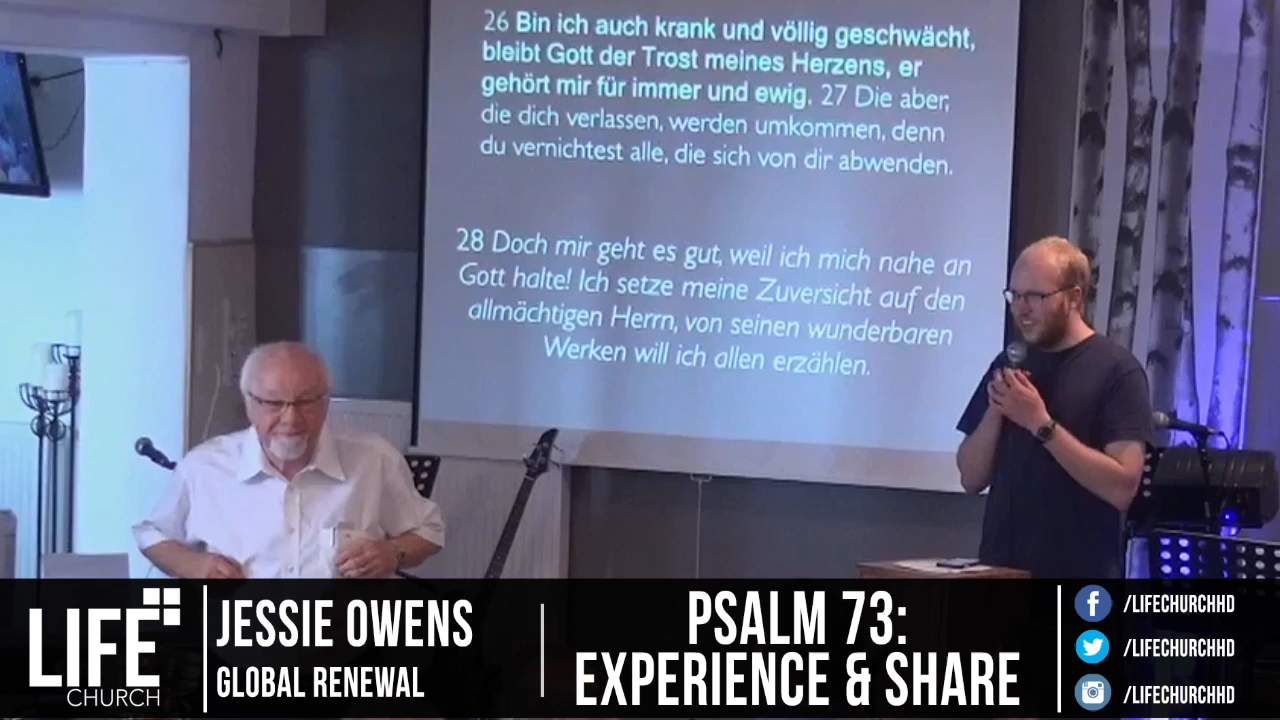 26 Bin ich auch krank und völlig geschwächt,
bleibt Gott der Trost meines Herzens, er
gehört mir für immer und ewig. 27 Die aber,
die dich verlassen, werden umkommen, denn
du vernichtest alle, die sich von dir abwenden.
28 Doch mir geht es gut, weil ich mich nahe an
Gott halte! Ich setze meine Zuversicht auf den
allmächtigen Herrn, von seinen wunderbaren
Werken will ich allen erzählen.
LIFE
CHURCH
JESSIE OWENS
GLOBAL RENEWAL
PSALM 73:
EXPERIENCE & SHARE
/LIFECHURCHHD
/LIFECHURCHHD
/LIFECHURCHHD